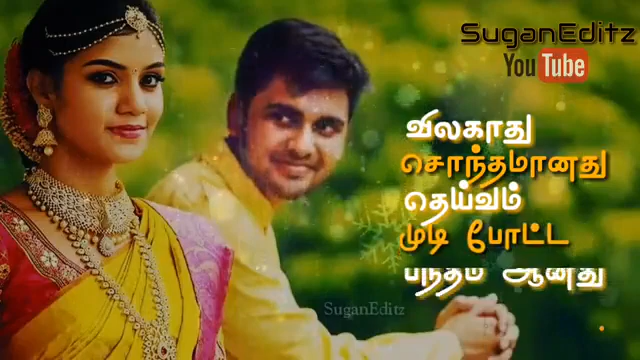 SuganEditz
YouTube
விலகாது
சொந்தமானது
தெய்வம்
முடி போட்ட
பந்தம் ஆனது
SuganEditz